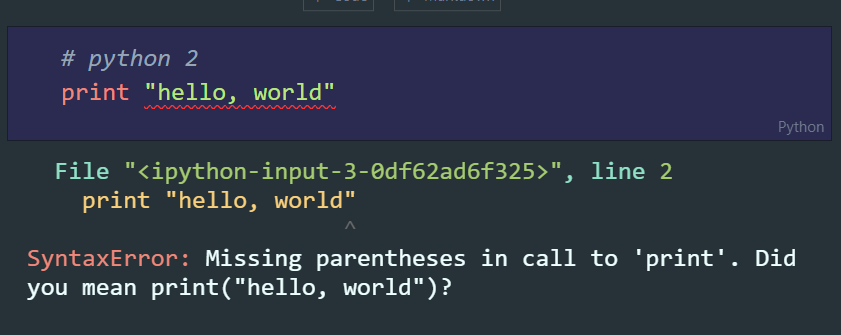 # python 2
print "hello, world"
Python
File "<ipython-input-3-0df62ad6f325>", line 2
print "hello, world"
^
SyntaxError: Missing parentheses in call to 'print'. Did
you mean print("hello, world")?